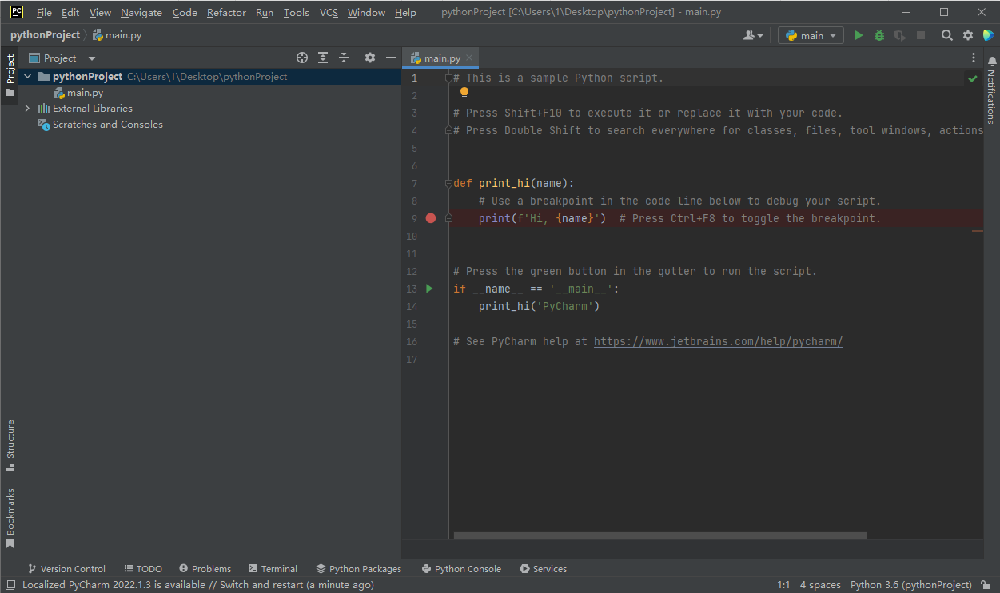 PC File Edit View Navigate Code Refactor Run Tools VCS Window Help pythonProject [C:\Users\1\Desktop\pythonProject] - main.py
pythonProject main.py main
Project
Project
pythonProject C:\Users\1\Desktop\pythonProject
main.py
External Libraries
Scratches and Consoles
Structure
Bookmarks
main.py
1 # This is a sample Python script.
2
3 # Press Shift+F10 to execute it or replace it with your code.
4 # Press Double Shift to search everywhere for classes, files, tool windows, actions
5
6
7 def print_hi(name):
8     # Use a breakpoint in the code line below to debug your script.
9     print(f'Hi, {name}')  # Press Ctrl+F8 to toggle the breakpoint.
10
11
12 # Press the green button in the gutter to run the script.
13 if __name__ == '__main__':
14     print_hi('PyCharm')
15
16 # See PyCharm help at https://www.jetbrains.com/help/pycharm/
17
Notifications
Version Control TODO Problems Terminal Python Packages Python Console Services
Localized PyCharm 2022.1.3 is available // Switch and restart (a minute ago) 1:1 4 spaces Python 3.6 (pythonProject)